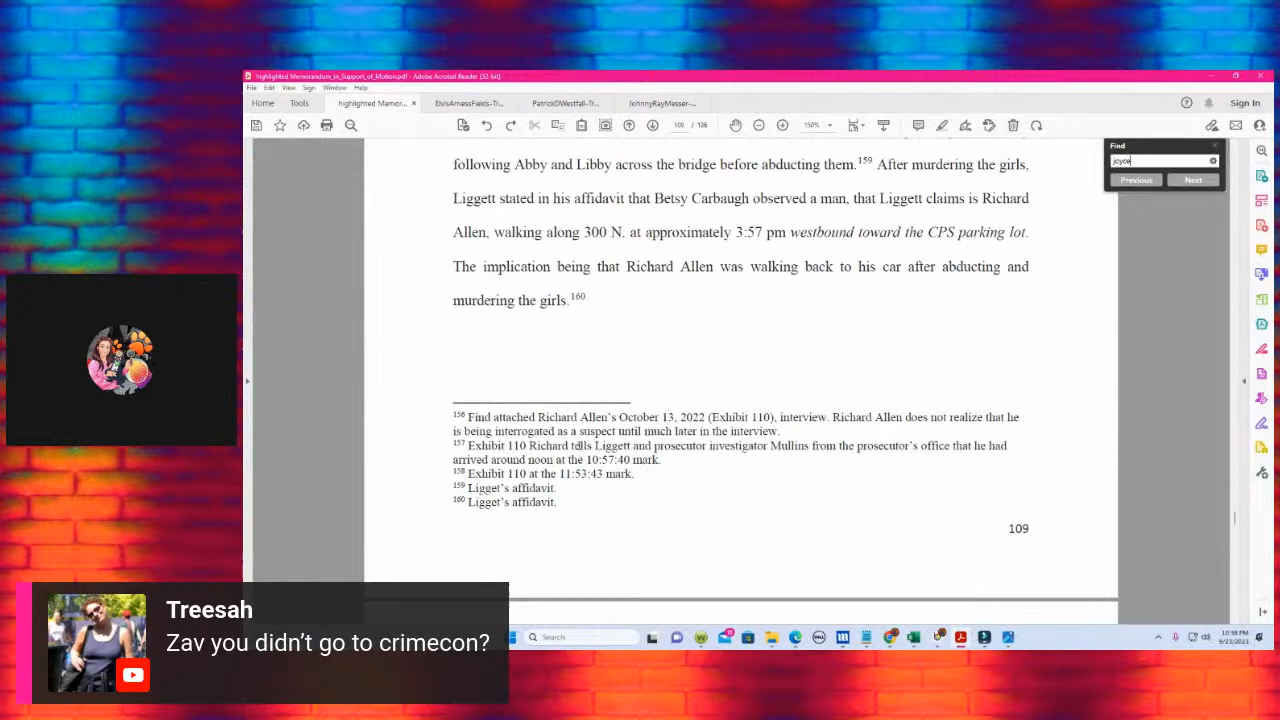 highlighted Memorandum_in_Support_of_Motion.pdf - Adobe Acrobat Reader (32-bit)
File Edit View Sign Window Help
Home Tools highlighted Memor... × ElvisArnessFields-Tr... PatrickDWestfall-Tr... JohnnyRayMesser-... Sign In
109 / 136 150%
Find
joyce
Previous Next
following Abby and Libby across the bridge before abducting them.159 After murdering the girls,
Liggett stated in his affidavit that Betsy Carbaugh observed a man, that Liggett claims is Richard
Allen, walking along 300 N. at approximately 3:57 pm westbound toward the CPS parking lot.
The implication being that Richard Allen was walking back to his car after abducting and
murdering the girls.160
156 Find attached Richard Allen's October 13, 2022 (Exhibit 110), interview. Richard Allen does not realize that he
is being interrogated as a suspect until much later in the interview.
157 Exhibit 110 Richard tells Liggett and prosecutor investigator Mullins from the prosecutor's office that he had
arrived around noon at the 10:57:40 mark.
158 Exhibit 110 at the 11:53:43 mark.
159 Ligget's affidavit.
160 Ligget's affidavit.
109
Treesah
Zav you didn't go to crimecon?
Search
10:38 PM
9/23/2023